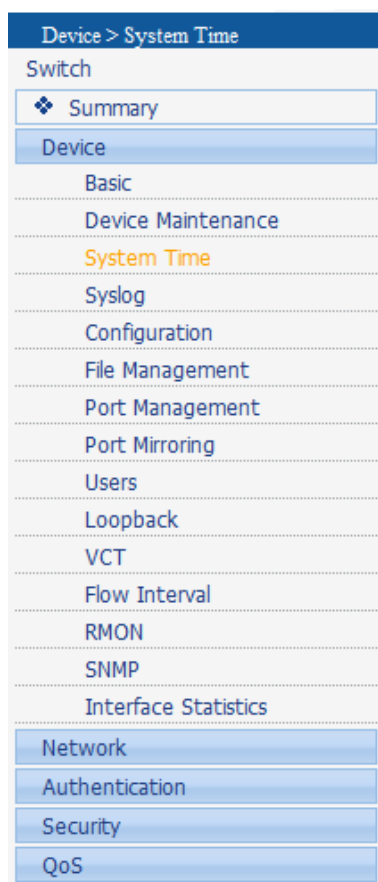 Device > System Time
Switch
Summary
Device
Basic
Device Maintenance
System Time
Syslog
Configuration
File Management
Port Management
Port Mirroring
Users
Loopback
VCT
Flow Interval
RMON
SNMP
Interface Statistics
Network
Authentication
Security
QoS